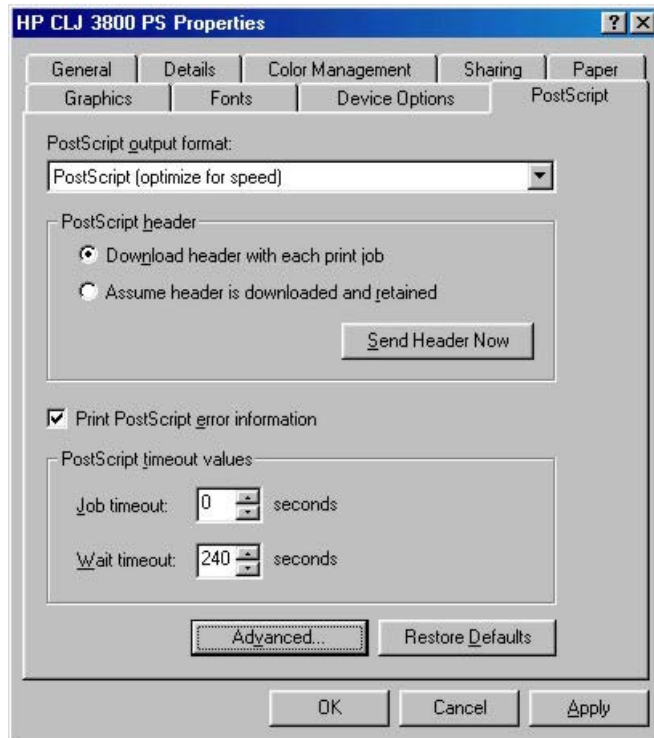 HP CLJ 3800 PS Properties
General Details Color Management Sharing Paper
Graphics Fonts Device Options PostScript
PostScript output format:
PostScript (optimize for speed)
PostScript header
Download header with each print job
Assume header is downloaded and retained
Send Header Now
Print PostScript error information
PostScript timeout values
Job timeout: 0 seconds
Wait timeout: 240 seconds
Advanced... Restore Defaults
OK Cancel Apply